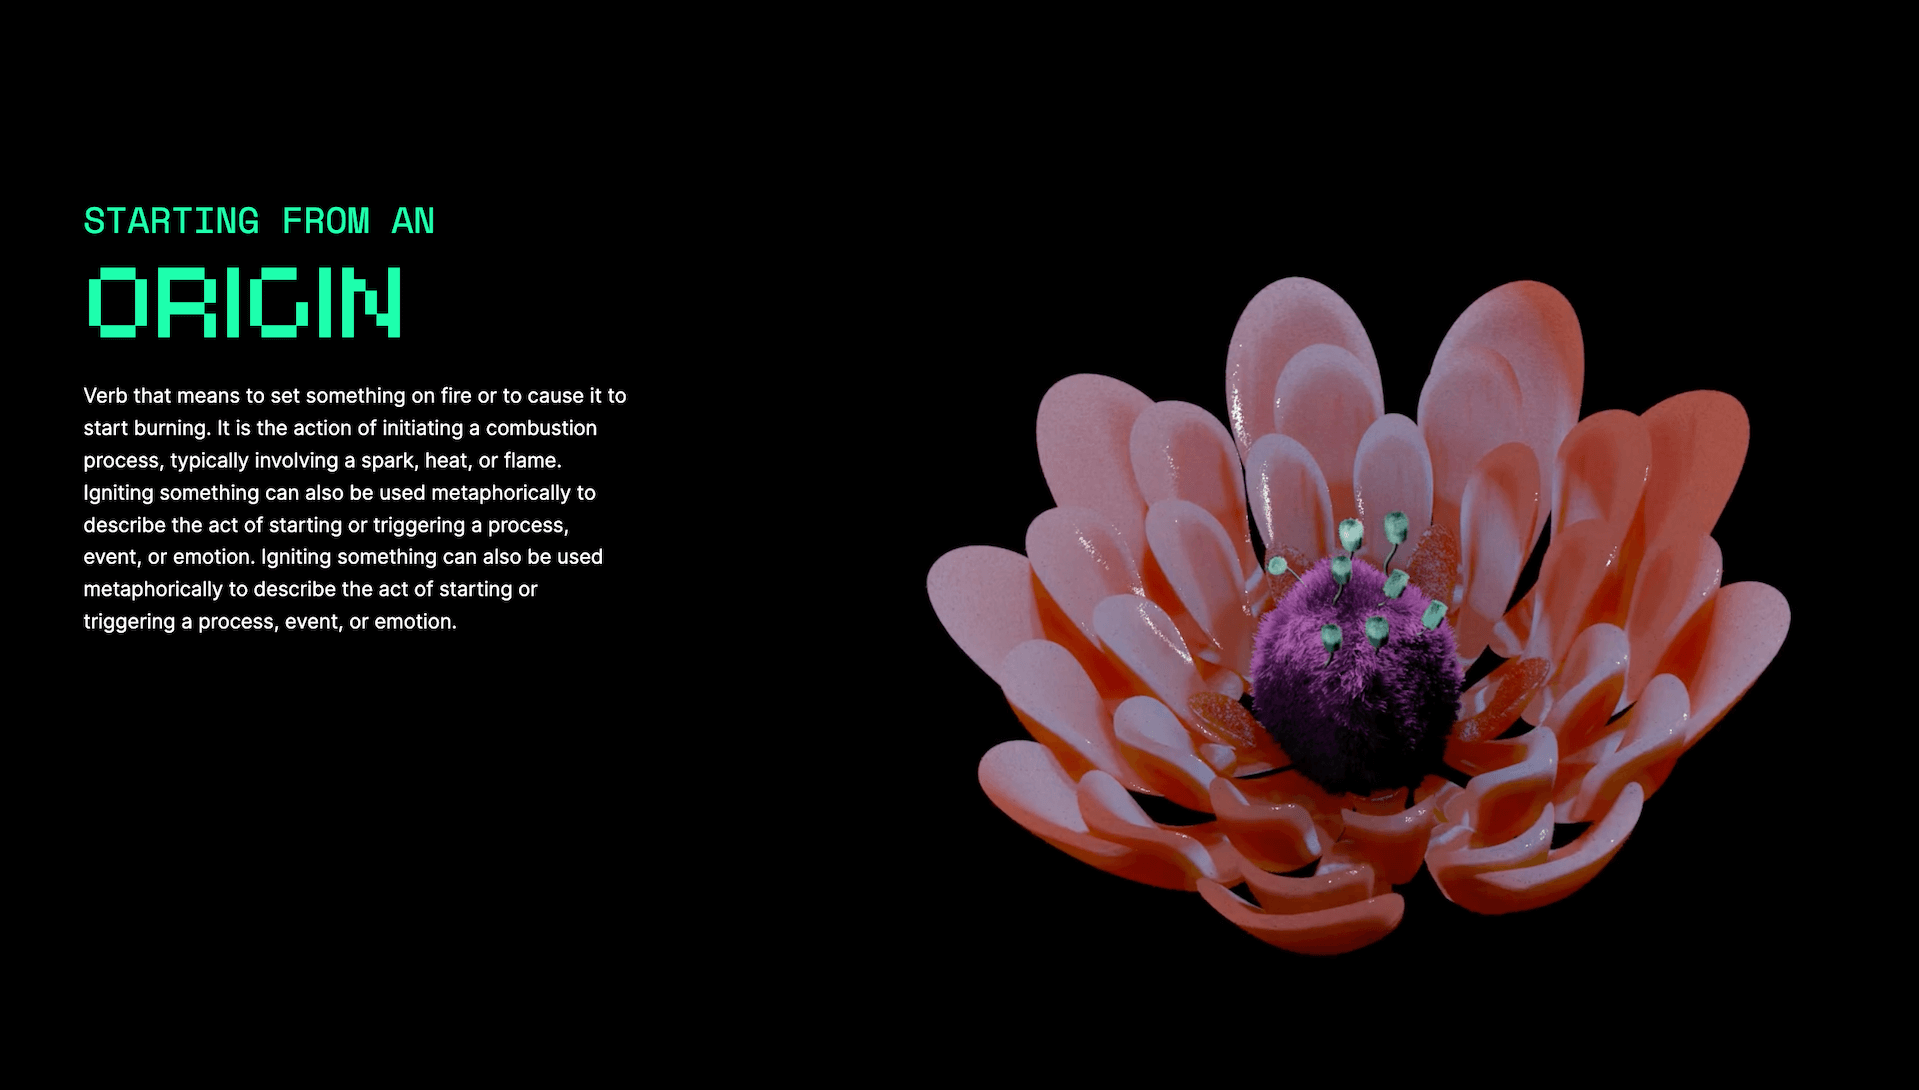 STARTING FROM AN
ORIGIN
Verb that means to set something on fire or to cause it to
start burning. It is the action of initiating a combustion
process, typically involving a spark, heat, or flame.
Igniting something can also be used metaphorically to
describe the act of starting or triggering a process,
event, or emotion. Igniting something can also be used
metaphorically to describe the act of starting or
triggering a process, event, or emotion.